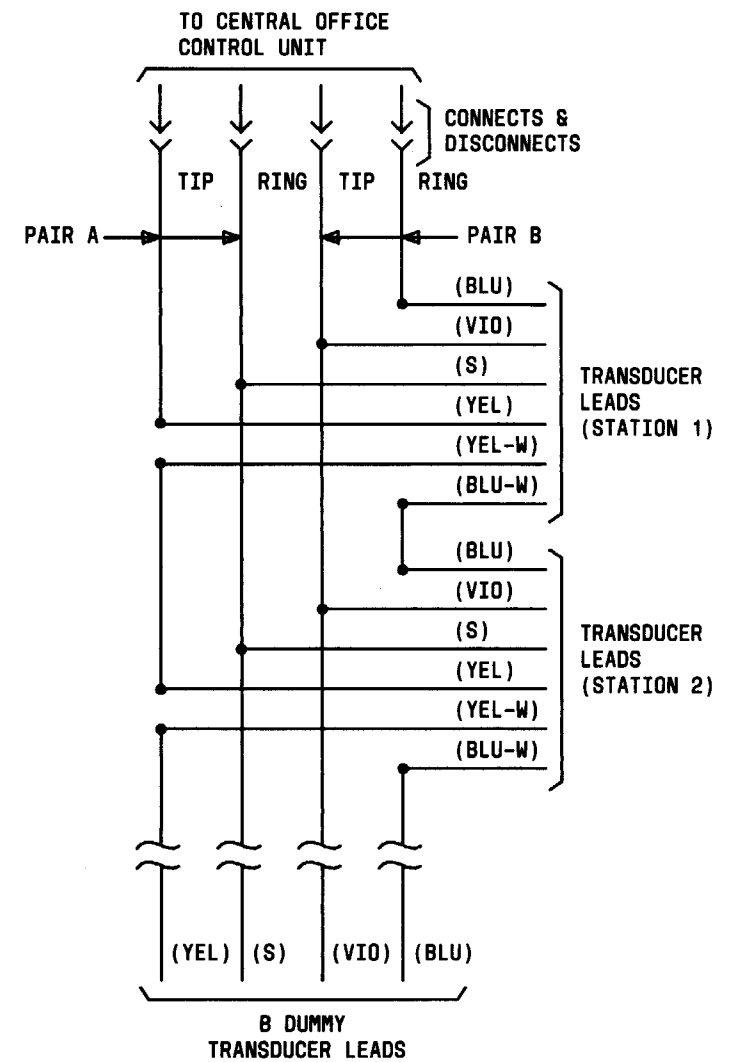 TO CENTRAL OFFICE
CONTROL UNIT
CONNECTS &
DISCONNECTS
TIP RING TIP RING
PAIR A PAIR B
(BLU)
(VIO)
(S)
(YEL)
(YEL-W)
(BLU-W)
TRANSDUCER
LEADS
(STATION 1)
(BLU)
(VIO)
(S)
(YEL)
(YEL-W)
(BLU-W)
TRANSDUCER
LEADS
(STATION 2)
(YEL) (S) (VIO) (BLU)
B DUMMY
TRANSDUCER LEADS